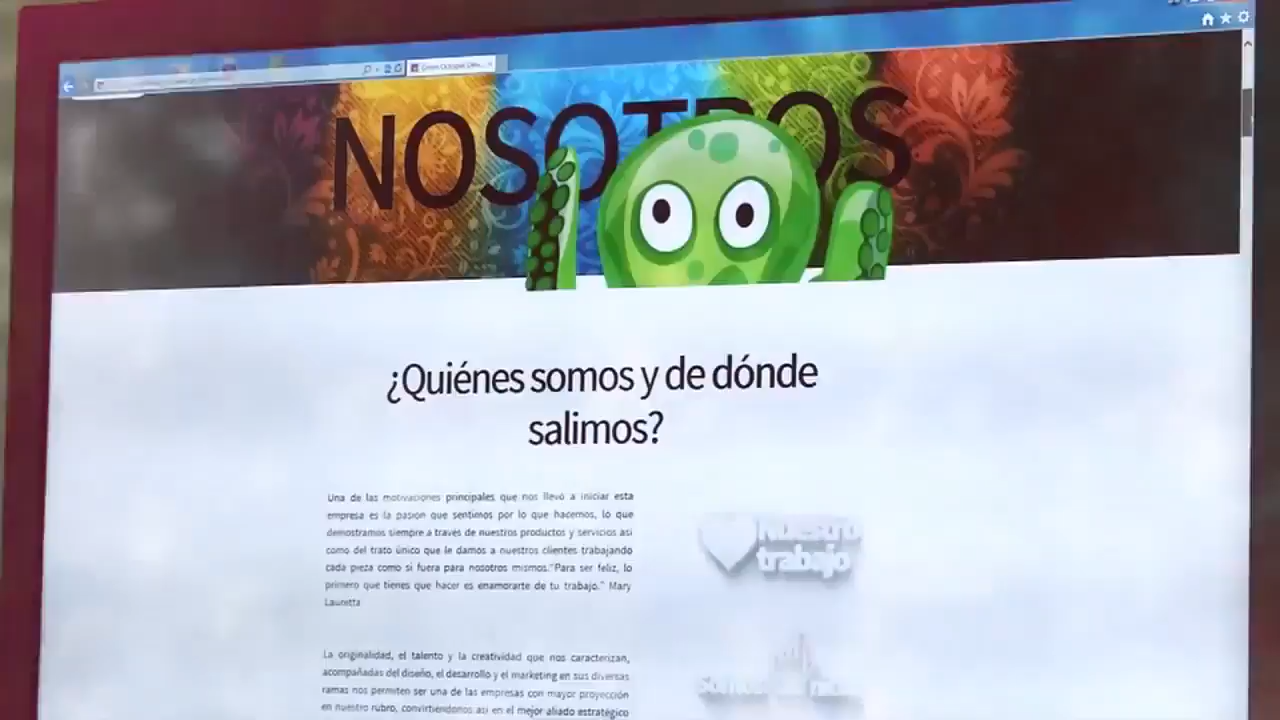 NOSOTROS
¿Quiénes somos y de dónde
salimos?
Una de las motivaciones principales que nos llevó a iniciar esta
empresa es la pasión que sentimos por lo que hacemos, lo que
demostramos siempre a través de nuestros productos y servicios así
como del trato único que le damos a nuestros clientes trabajando
cada pieza como si fuera para nosotros mismos."Para ser feliz, lo
primero que tienes que hacer es enamorarte de tu trabajo." Mary
Lauretta
Nuestro
trabajo
La originalidad, el talento y la creatividad que nos caracterizan,
acompañadas del diseño, el desarrollo y el marketing en sus diversas
ramas nos permiten ser una de las empresas con mayor proyección
en nuestro rubro, convirtiéndonos así en el mejor aliado estratégico